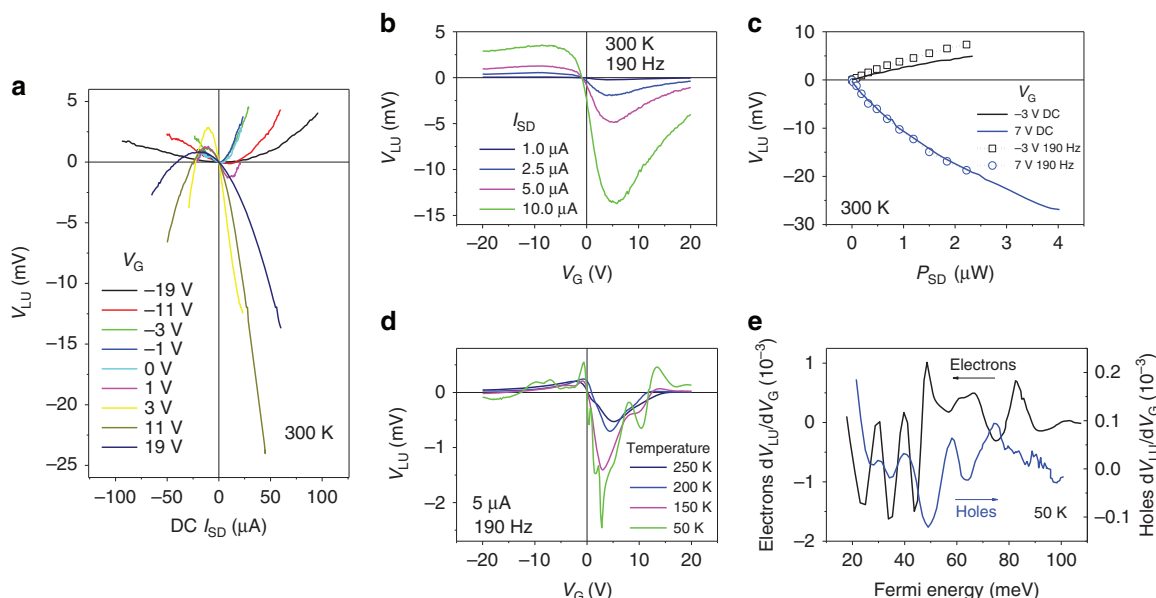 a
V_LU (mV)
5
0
−5
−10
−15
−20
−25
V_G
−19 V
−11 V
−3 V
−1 V
0 V
1 V
3 V
11 V
19 V
300 K
−100 −50 0 50 100
DC I_SD (µA)
b
V_LU (mV)
5
0
−5
−10
−15
300 K
190 Hz
I_SD
1.0 µA
2.5 µA
5.0 µA
10.0 µA
−20 −10 0 10 20
V_G (V)
c
V_LU (mV)
10
0
−10
−20
−30
V_G
−3 V DC
7 V DC
−3 V 190 Hz
7 V 190 Hz
300 K
0 1 2 3 4
P_SD (µW)
d
V_LU (mV)
0
−1
−2
Temperature
250 K
200 K
150 K
50 K
5 µA
190 Hz
−20 −10 0 10 20
V_G (V)
e
Electrons dV_LU/dV_G (10⁻³)
1
0
−1
−2
Electrons
Holes
50 K
0.2
0.1
0.0
−0.1
Holes dV_LU/dV_G (10⁻³)
20 40 60 80 100
Fermi energy (meV)